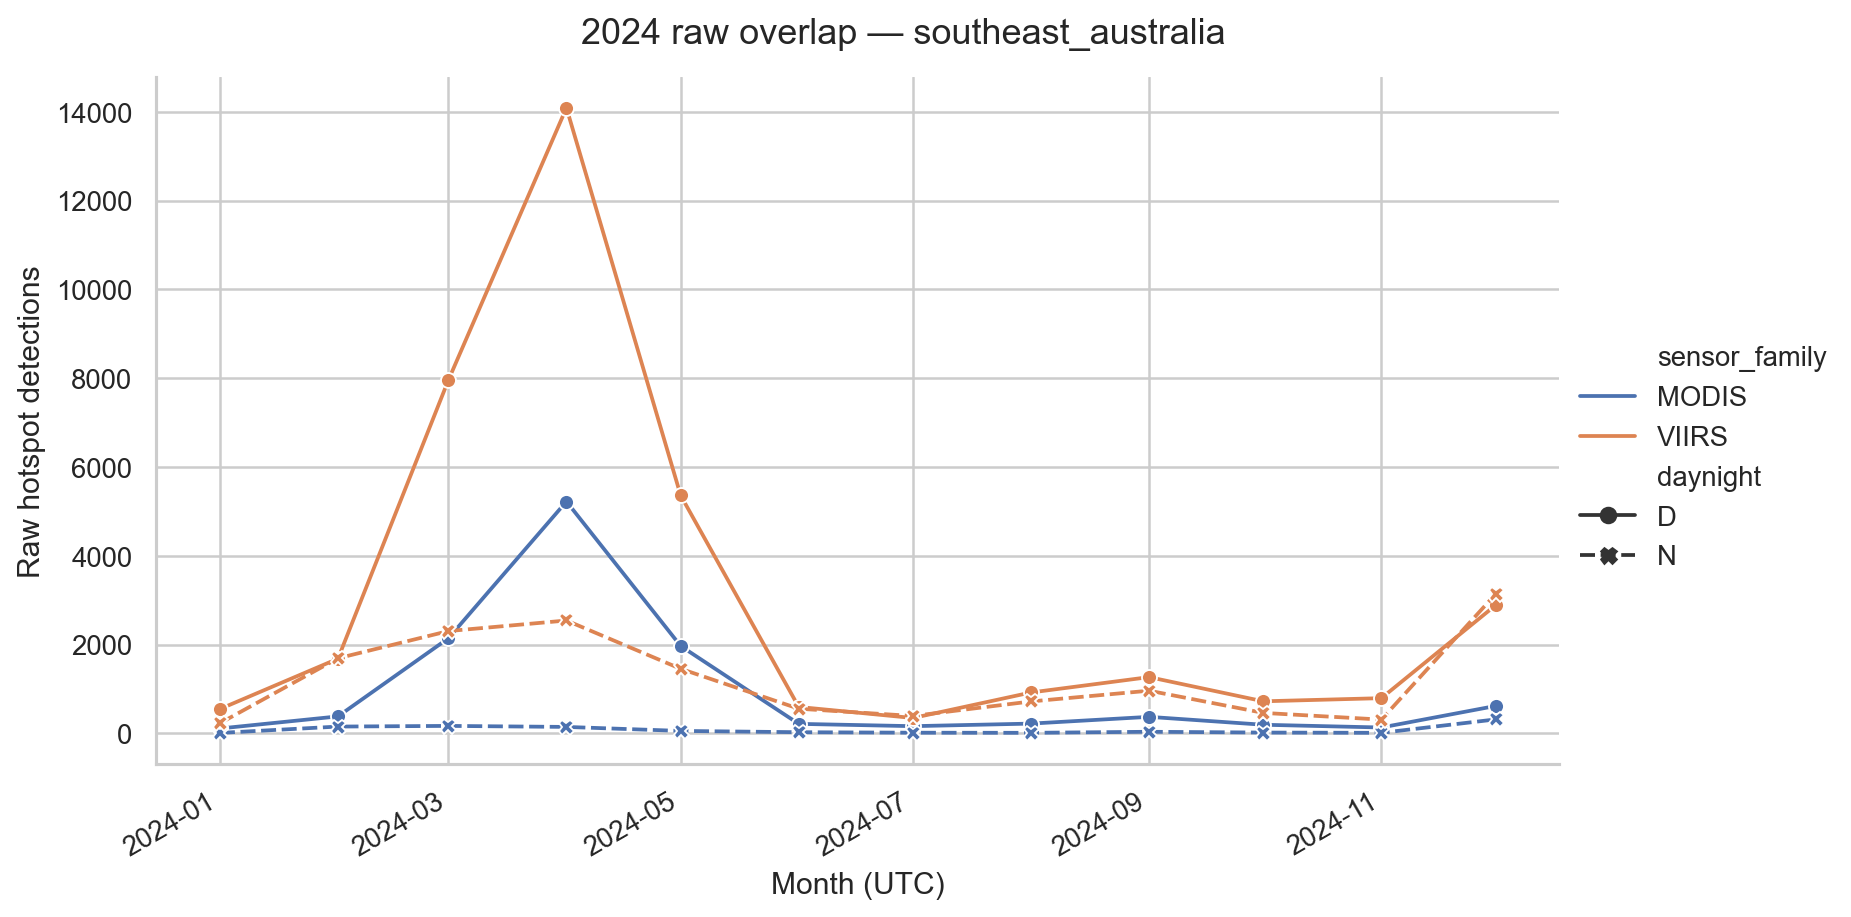 2024 raw overlap — southeast_australia
Raw hotspot detections
14000
12000
10000
8000
6000
4000
2000
0
2024-01
2024-03
2024-05
2024-07
2024-09
2024-11
Month (UTC)
sensor_family
MODIS
VIIRS
daynight
D
N